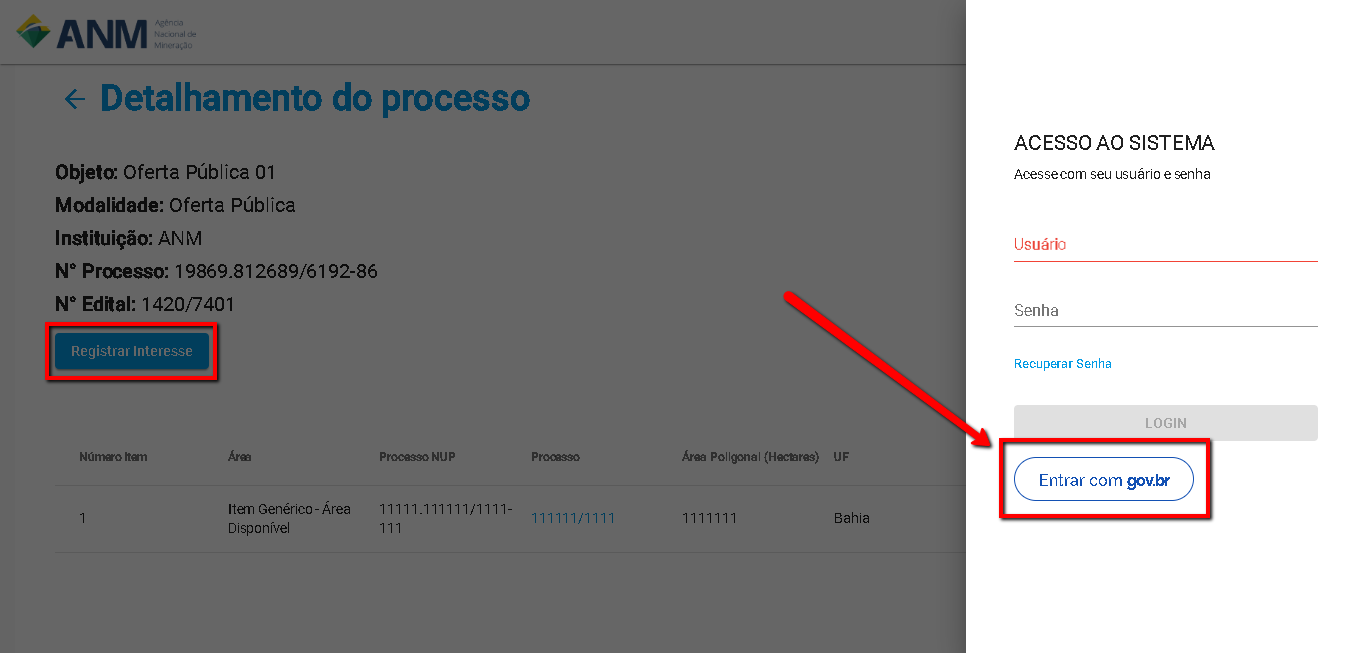 ANM
Agência
Nacional de
Mineração
Detalhamento do processo
Objeto: Oferta Pública 01
Modalidade: Oferta Pública
Instituição: ANM
N° Processo: 19869.812689/6192-86
N° Edital: 1420/7401
Registrar Interesse
Número Item Área Processo NUP Processo Área Poligonal (Hectares) UF
1 Item Genérico - Área Disponível 11111.111111/1111-111 111111/1111 1111111 Bahia
ACESSO AO SISTEMA
Acesse com seu usuário e senha
Usuário
Senha
Recuperar Senha
LOGIN
Entrar com gov.br